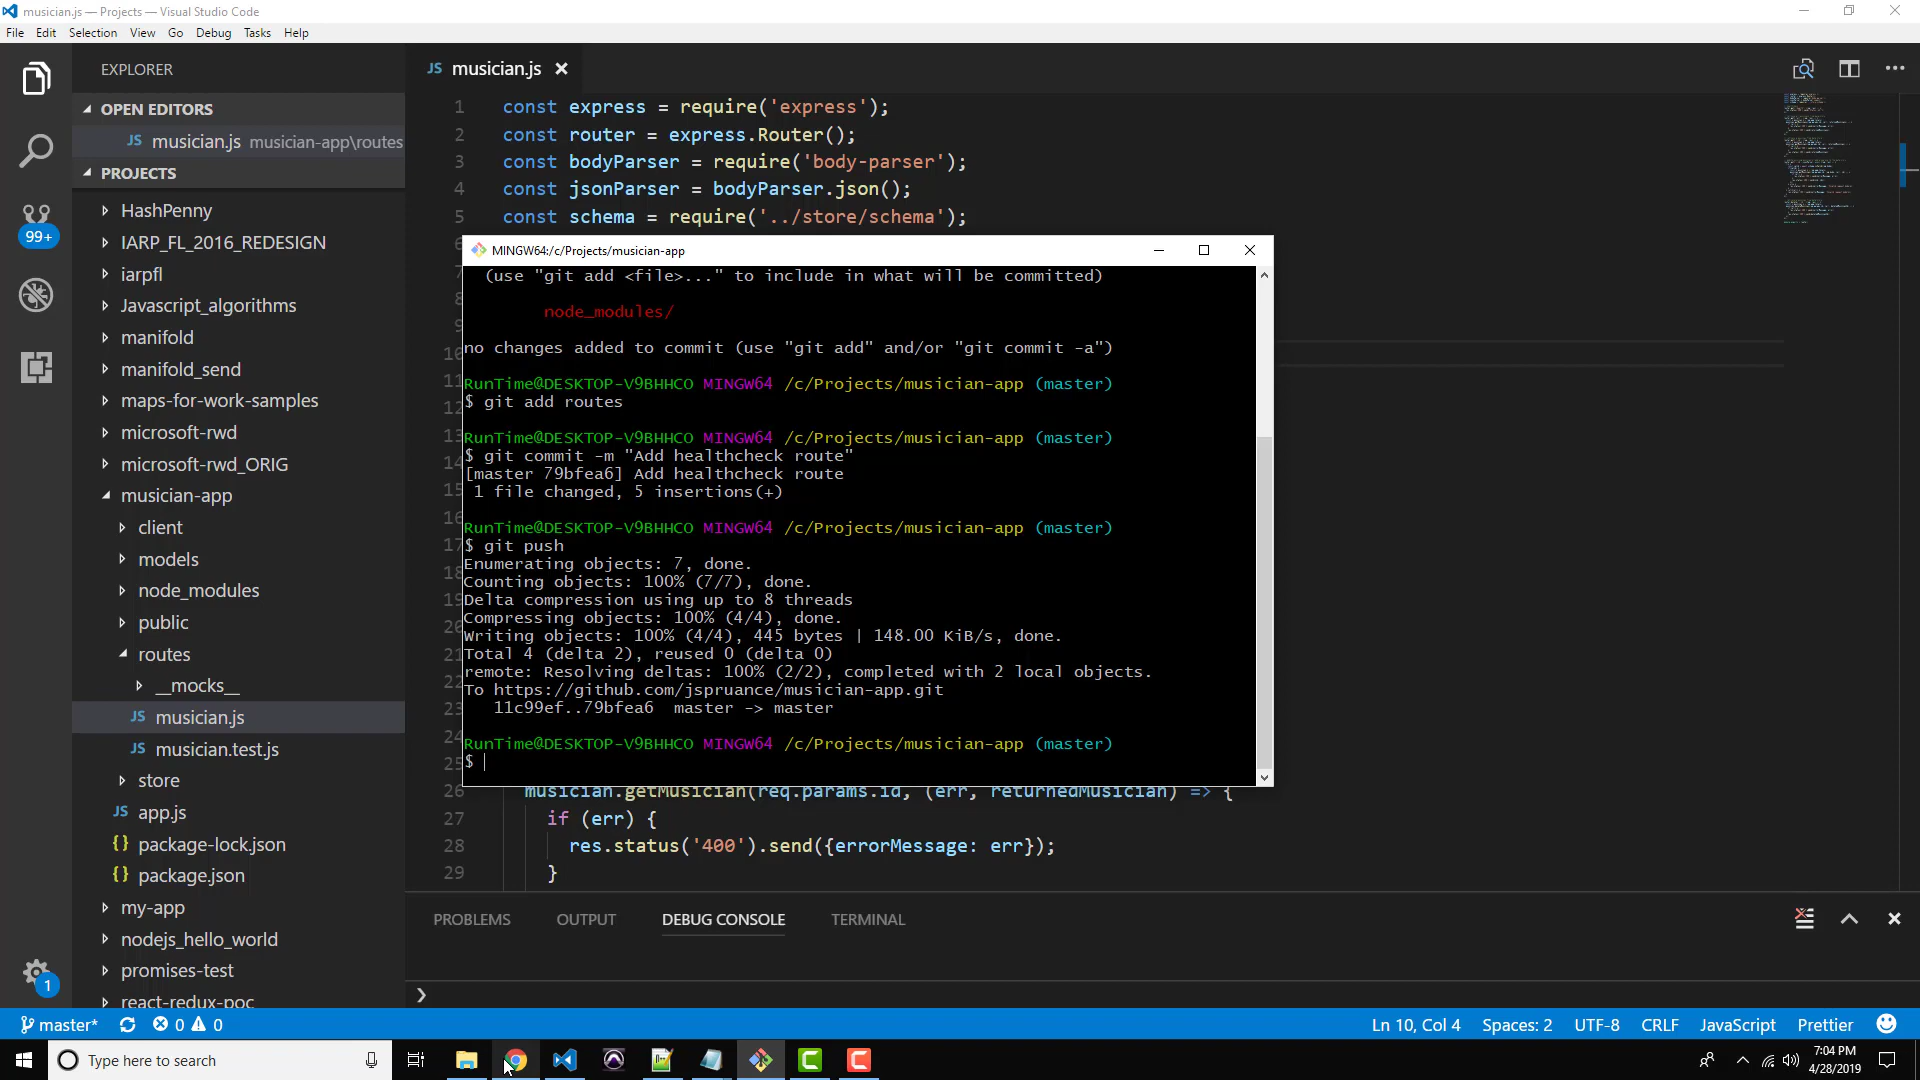 musician.js — Projects — Visual Studio Code
File Edit Selection View Go Debug Tasks Help
EXPLORER
OPEN EDITORS
JS musician.js musician-app\routes
PROJECTS
HashPenny
IARP_FL_2016_REDESIGN
iarpfl
Javascript_algorithms
manifold
manifold_send
maps-for-work-samples
microsoft-rwd
microsoft-rwd_ORIG
musician-app
client
models
node_modules
public
routes
__mocks__
JS musician.js
JS musician.test.js
store
JS app.js
{} package-lock.json
{} package.json
my-app
nodejs_hello_world
promises-test
react-redux-poc
99+
1
JS musician.js
1 const express = require('express');
2 const router = express.Router();
3 const bodyParser = require('body-parser');
4 const jsonParser = bodyParser.json();
5 const schema = require('../store/schema');
MINGW64:/c/Projects/musician-app
(use "git add <file>..." to include in what will be committed)
node_modules/
no changes added to commit (use "git add" and/or "git commit -a")
RunTime@DESKTOP-V9BHHCO MINGW64 /c/Projects/musician-app (master)
$ git add routes
RunTime@DESKTOP-V9BHHCO MINGW64 /c/Projects/musician-app (master)
$ git commit -m "Add healthcheck route"
[master 79bfea6] Add healthcheck route
1 file changed, 5 insertions(+)
RunTime@DESKTOP-V9BHHCO MINGW64 /c/Projects/musician-app (master)
$ git push
Enumerating objects: 7, done.
Counting objects: 100% (7/7), done.
Delta compression using up to 8 threads
Compressing objects: 100% (4/4), done.
Writing objects: 100% (4/4), 445 bytes | 148.00 KiB/s, done.
Total 4 (delta 2), reused 0 (delta 0)
remote: Resolving deltas: 100% (2/2), completed with 2 local objects.
To https://github.com/jspruance/musician-app.git
11c99ef..79bfea6 master -> master
RunTime@DESKTOP-V9BHHCO MINGW64 /c/Projects/musician-app (master)
$
26 musician.getMusician(req.params.id, (err, returnedMusician) => {
27 if (err) {
28 res.status('400').send({errorMessage: err});
29 }
PROBLEMS OUTPUT DEBUG CONSOLE TERMINAL
master* 0 0 Ln 10, Col 4 Spaces: 2 UTF-8 CRLF JavaScript Prettier
Type here to search
7:04 PM
4/28/2019